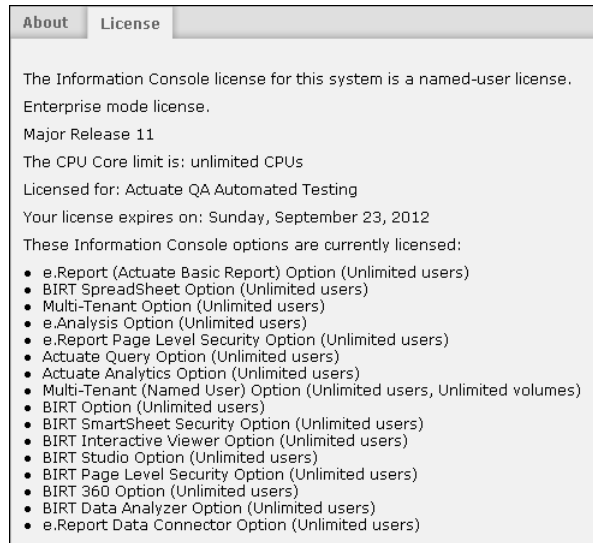 About
License
The Information Console license for this system is a named-user license.
Enterprise mode license.
Major Release 11
The CPU Core limit is: unlimited CPUs
Licensed for: Actuate QA Automated Testing
Your license expires on: Sunday, September 23, 2012
These Information Console options are currently licensed:
• e.Report (Actuate Basic Report) Option (Unlimited users)
• BIRT SpreadSheet Option (Unlimited users)
• Multi-Tenant Option (Unlimited users)
• e.Analysis Option (Unlimited users)
• e.Report Page Level Security Option (Unlimited users)
• Actuate Query Option (Unlimited users)
• Actuate Analytics Option (Unlimited users)
• Multi-Tenant (Named User) Option (Unlimited users, Unlimited volumes)
• BIRT Option (Unlimited users)
• BIRT SmartSheet Security Option (Unlimited users)
• BIRT Interactive Viewer Option (Unlimited users)
• BIRT Studio Option (Unlimited users)
• BIRT Page Level Security Option (Unlimited users)
• BIRT 360 Option (Unlimited users)
• BIRT Data Analyzer Option (Unlimited users)
• e.Report Data Connector Option (Unlimited users)